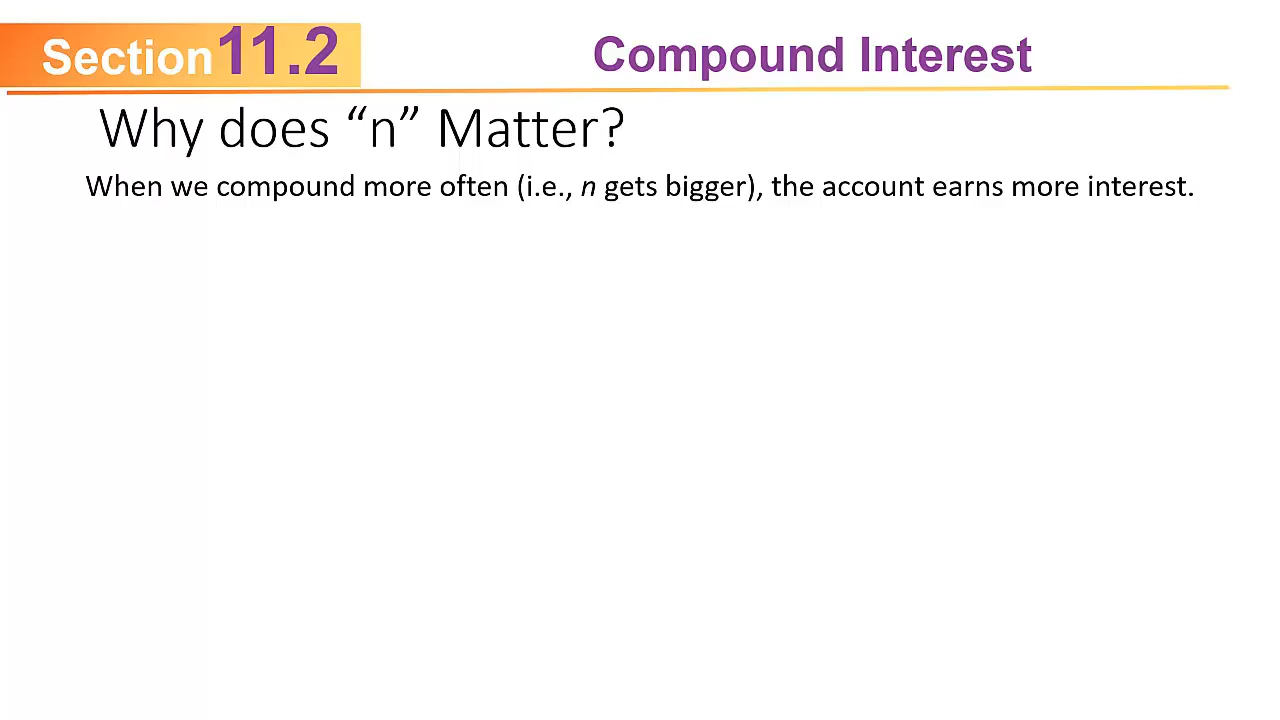 Section 11.2 Compound Interest
Why does “n” Matter?
When we compound more often (i.e., n gets bigger), the account earns more interest.